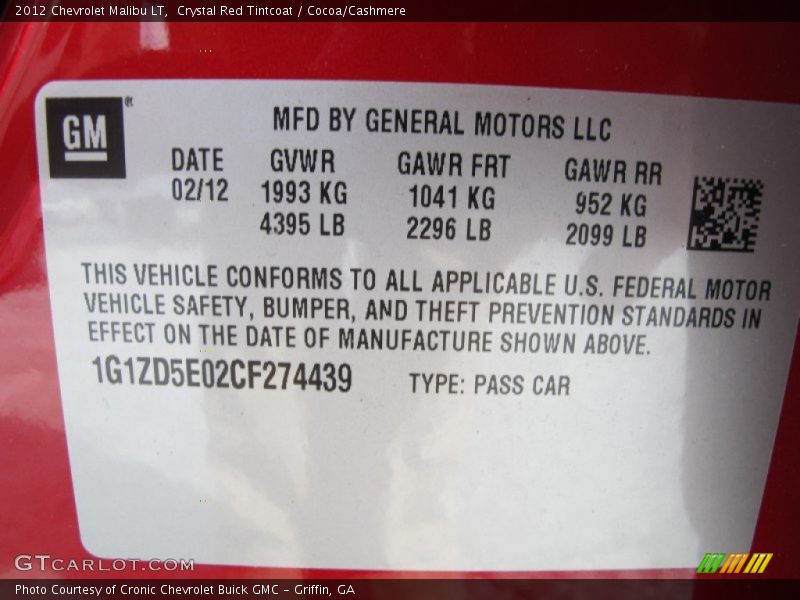 2012 Chevrolet Malibu LT,  Crystal Red Tintcoat / Cocoa/Cashmere
GM®
MFD BY GENERAL MOTORS LLC
DATE GVWR GAWR FRT GAWR RR
02/12 1993 KG 1041 KG 952 KG
4395 LB 2296 LB 2099 LB
THIS VEHICLE CONFORMS TO ALL APPLICABLE U.S. FEDERAL MOTOR
VEHICLE SAFETY, BUMPER, AND THEFT PREVENTION STANDARDS IN
EFFECT ON THE DATE OF MANUFACTURE SHOWN ABOVE.
1G1ZD5E02CF274439 TYPE: PASS CAR
GTCARLOT.COM
Photo Courtesy of Cronic Chevrolet Buick GMC – Griffin, GA